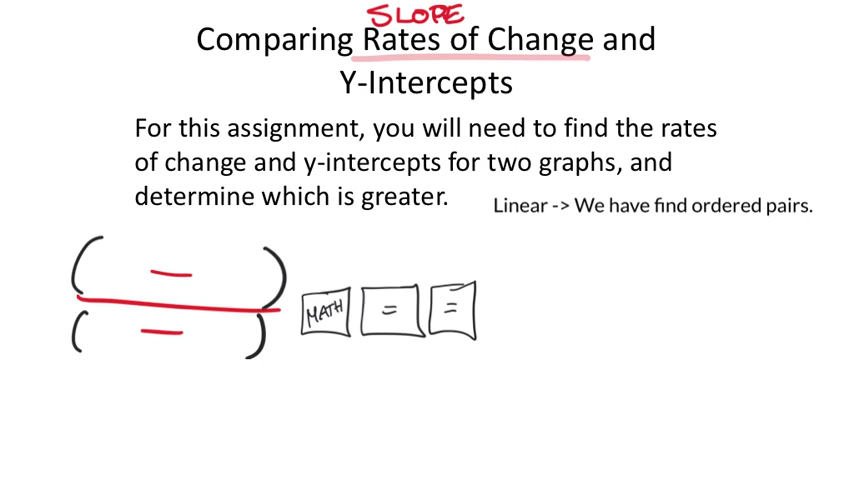 SLOPE
Comparing Rates of Change and
Y-Intercepts
For this assignment, you will need to find the rates
of change and y-intercepts for two graphs, and
determine which is greater.
Linear -> We have find ordered pairs.
( — )
( — )
MATH = =